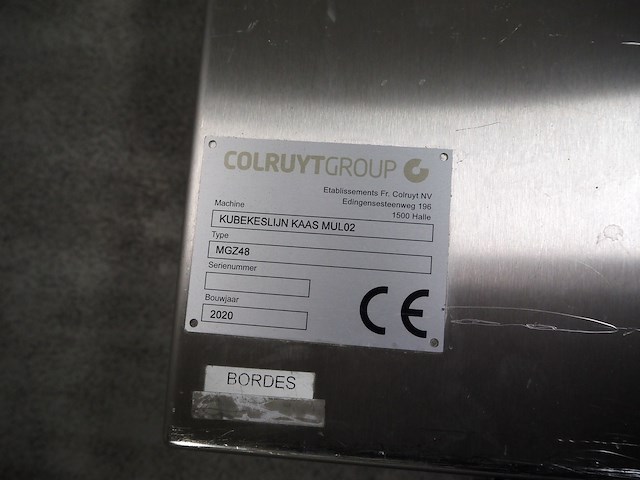 COLRUYTGROUP
Etablissements Fr. Colruyt NV
Edingensesteenweg 196
1500 Halle
Machine
KUBEKESLIJN KAAS MUL02
Type
MGZ48
Serienummer
Bouwjaar
2020
CE
BORDES